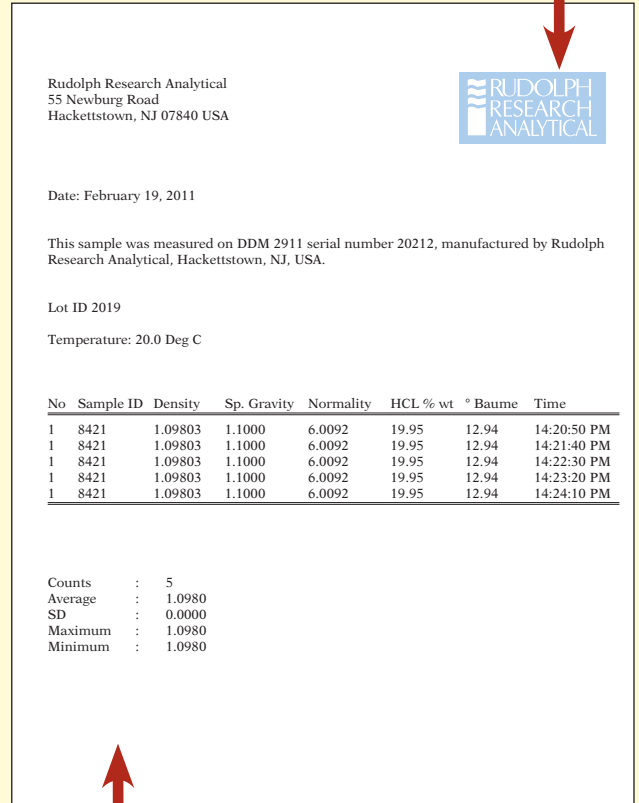 Rudolph Research Analytical
55 Newburg Road
Hackettstown, NJ 07840 USA
RUDOLPH
RESEARCH
ANALYTICAL
Date: February 19, 2011
This sample was measured on DDM 2911 serial number 20212, manufactured by Rudolph
Research Analytical, Hackettstown, NJ, USA.
Lot ID 2019
Temperature: 20.0 Deg C
No Sample ID Density Sp. Gravity Normality HCL % wt ° Baume Time
1 8421 1.09803 1.1000 6.0092 19.95 12.94 14:20:50 PM
1 8421 1.09803 1.1000 6.0092 19.95 12.94 14:21:40 PM
1 8421 1.09803 1.1000 6.0092 19.95 12.94 14:22:30 PM
1 8421 1.09803 1.1000 6.0092 19.95 12.94 14:23:20 PM
1 8421 1.09803 1.1000 6.0092 19.95 12.94 14:24:10 PM
Counts : 5
Average : 1.0980
SD : 0.0000
Maximum : 1.0980
Minimum : 1.0980